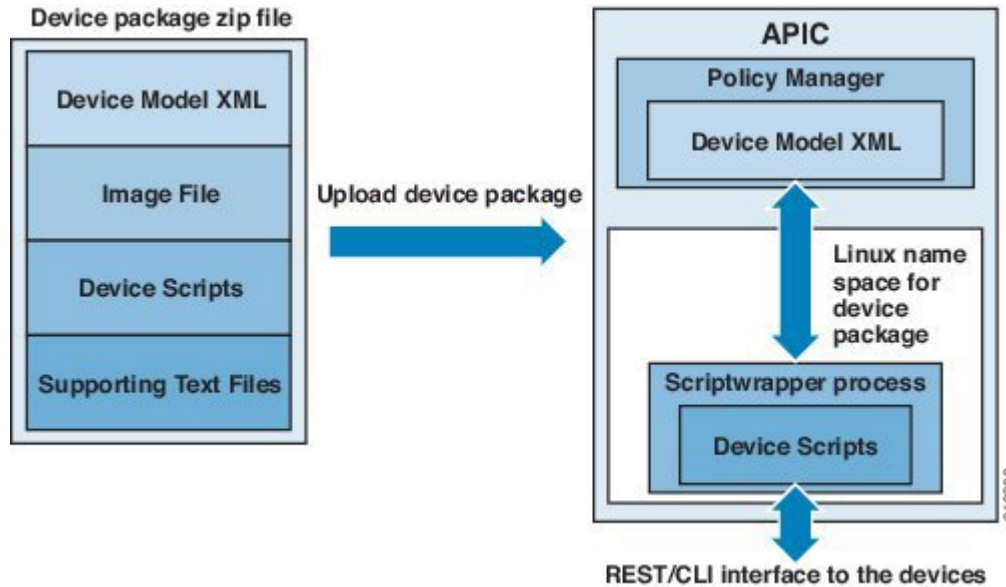 Device package zip file
Device Model XML
Image File
Device Scripts
Supporting Text Files
Upload device package
APIC
Policy Manager
Device Model XML
Linux name
space for
device
package
Scriptwrapper process
Device Scripts
REST/CLI interface to the devices